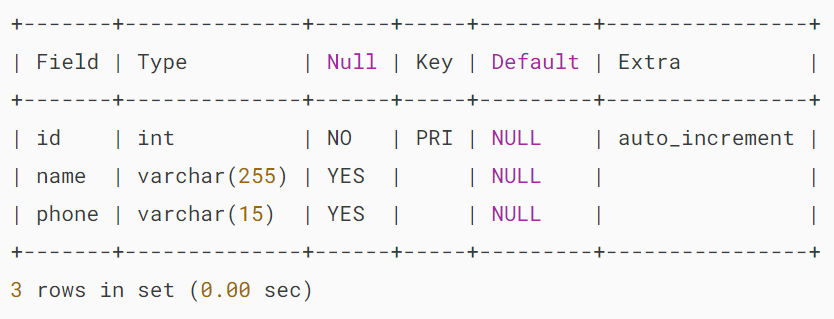 +-------+--------------+------+-----+---------+----------------+
| Field | Type         | Null | Key | Default | Extra          |
+-------+--------------+------+-----+---------+----------------+
| id    | int          | NO   | PRI | NULL    | auto_increment |
| name  | varchar(255) | YES  |     | NULL    |                |
| phone | varchar(15)  | YES  |     | NULL    |                |
+-------+--------------+------+-----+---------+----------------+
3 rows in set (0.00 sec)